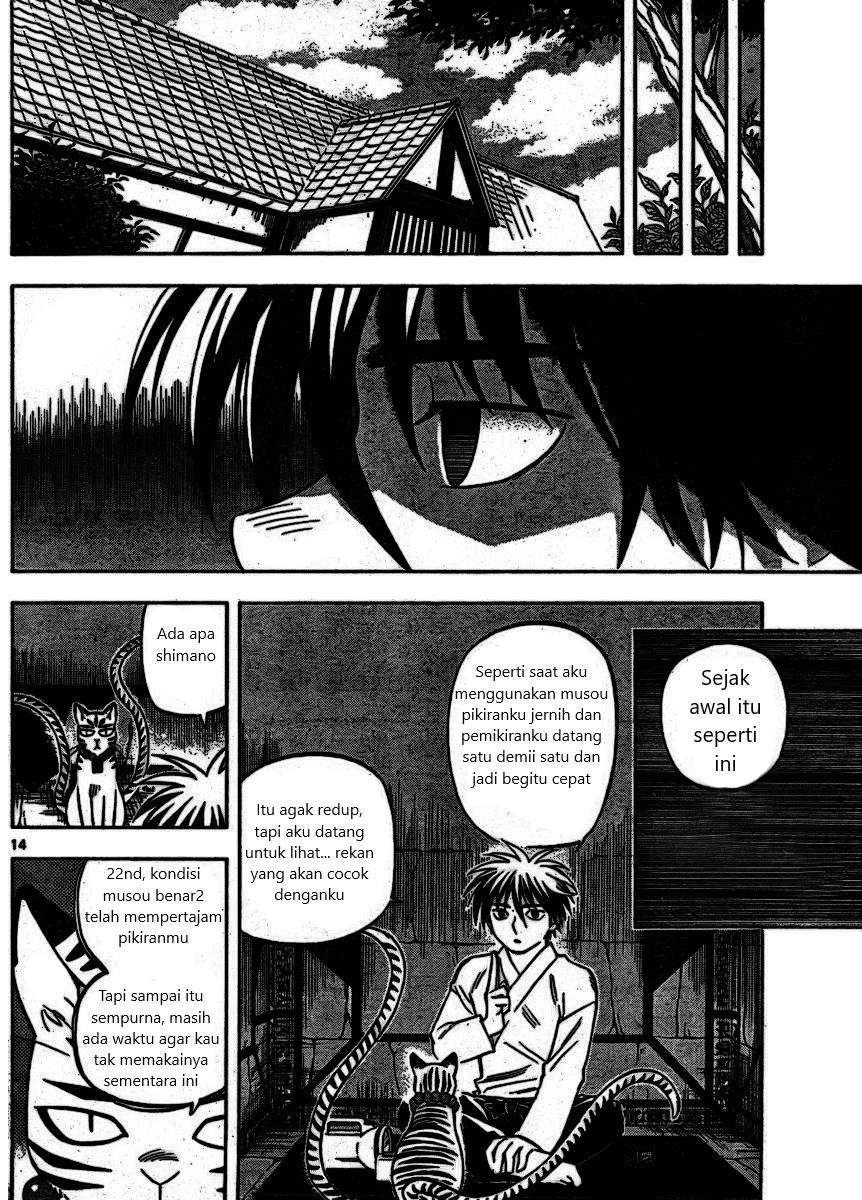 Sejak
awal itu
seperti
ini
Seperti saat aku
menggunakan musou
pikiranku jernih dan
pemikiranku datang
satu demii satu dan
jadi begitu cepat
Itu agak redup,
tapi aku datang
untuk lihat... rekan
yang akan cocok
denganku
Ada apa
shimano
14
22nd, kondisi
musou benar2
telah mempertajam
pikiranmu
Tapi sampai itu
sempurna, masih
ada waktu agar kau
tak memakainya
sementara ini